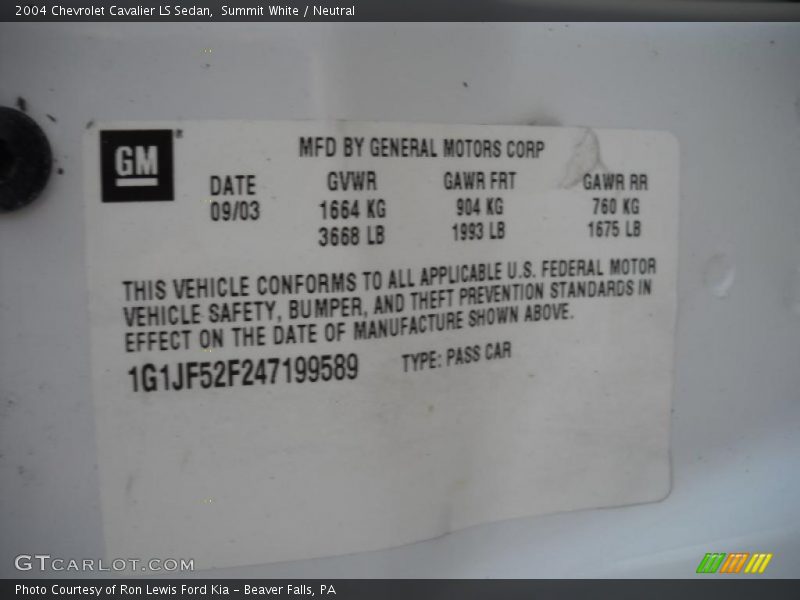 2004 Chevrolet Cavalier LS Sedan,  Summit White / Neutral
GM
MFD BY GENERAL MOTORS CORP
DATE GVWR GAWR FRT GAWR RR
09/03 1664 KG 904 KG 760 KG
3668 LB 1993 LB 1675 LB
THIS VEHICLE CONFORMS TO ALL APPLICABLE U.S. FEDERAL MOTOR
VEHICLE SAFETY, BUMPER, AND THEFT PREVENTION STANDARDS IN
EFFECT ON THE DATE OF MANUFACTURE SHOWN ABOVE.
1G1JF52F247199589 TYPE: PASS CAR
GTCARLOT.COM
Photo Courtesy of Ron Lewis Ford Kia - Beaver Falls, PA